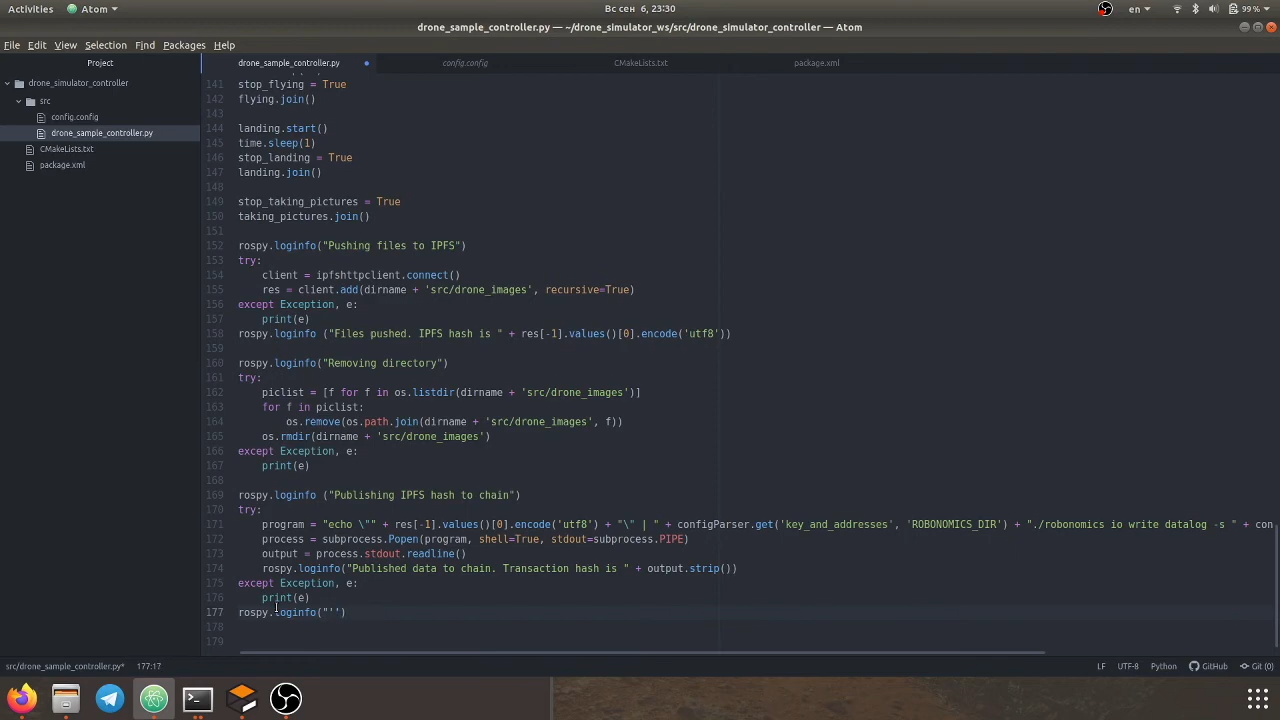 Activities Atom Вс сен 6, 23:30 en 99%
drone_sample_controller.py — ~/drone_simulator_ws/src/drone_simulator_controller — Atom
File Edit View Selection Find Packages Help
Project
drone_sample_controller.py config.config CMakeLists.txt package.xml
drone_simulator_controller
src
config.config
drone_sample_controller.py
CMakeLists.txt
package.xml
141 stop_flying = True
142 flying.join()
143
144 landing.start()
145 time.sleep(1)
146 stop_landing = True
147 landing.join()
148
149 stop_taking_pictures = True
150 taking_pictures.join()
151
152 rospy.loginfo("Pushing files to IPFS")
153 try:
154 client = ipfshttpclient.connect()
155 res = client.add(dirname + 'src/drone_images', recursive=True)
156 except Exception, e:
157 print(e)
158 rospy.loginfo ("Files pushed. IPFS hash is " + res[-1].values()[0].encode('utf8'))
159
160 rospy.loginfo("Removing directory")
161 try:
162 piclist = [f for f in os.listdir(dirname + 'src/drone_images')]
163 for f in piclist:
164 os.remove(os.path.join(dirname + 'src/drone_images', f))
165 os.rmdir(dirname + 'src/drone_images')
166 except Exception, e:
167 print(e)
168
169 rospy.loginfo ("Publishing IPFS hash to chain")
170 try:
171 program = "echo \"" + res[-1].values()[0].encode('utf8') + "\" | " + configParser.get('key_and_addresses', 'ROBONOMICS_DIR') + "./robonomics io write datalog -s " + con
172 process = subprocess.Popen(program, shell=True, stdout=subprocess.PIPE)
173 output = process.stdout.readline()
174 rospy.loginfo("Published data to chain. Transaction hash is " + output.strip())
175 except Exception, e:
176 print(e)
177 rospy.loginfo("'')
178
179
src/drone_sample_controller.py* 177:17 LF UTF-8 Python GitHub Git (0)